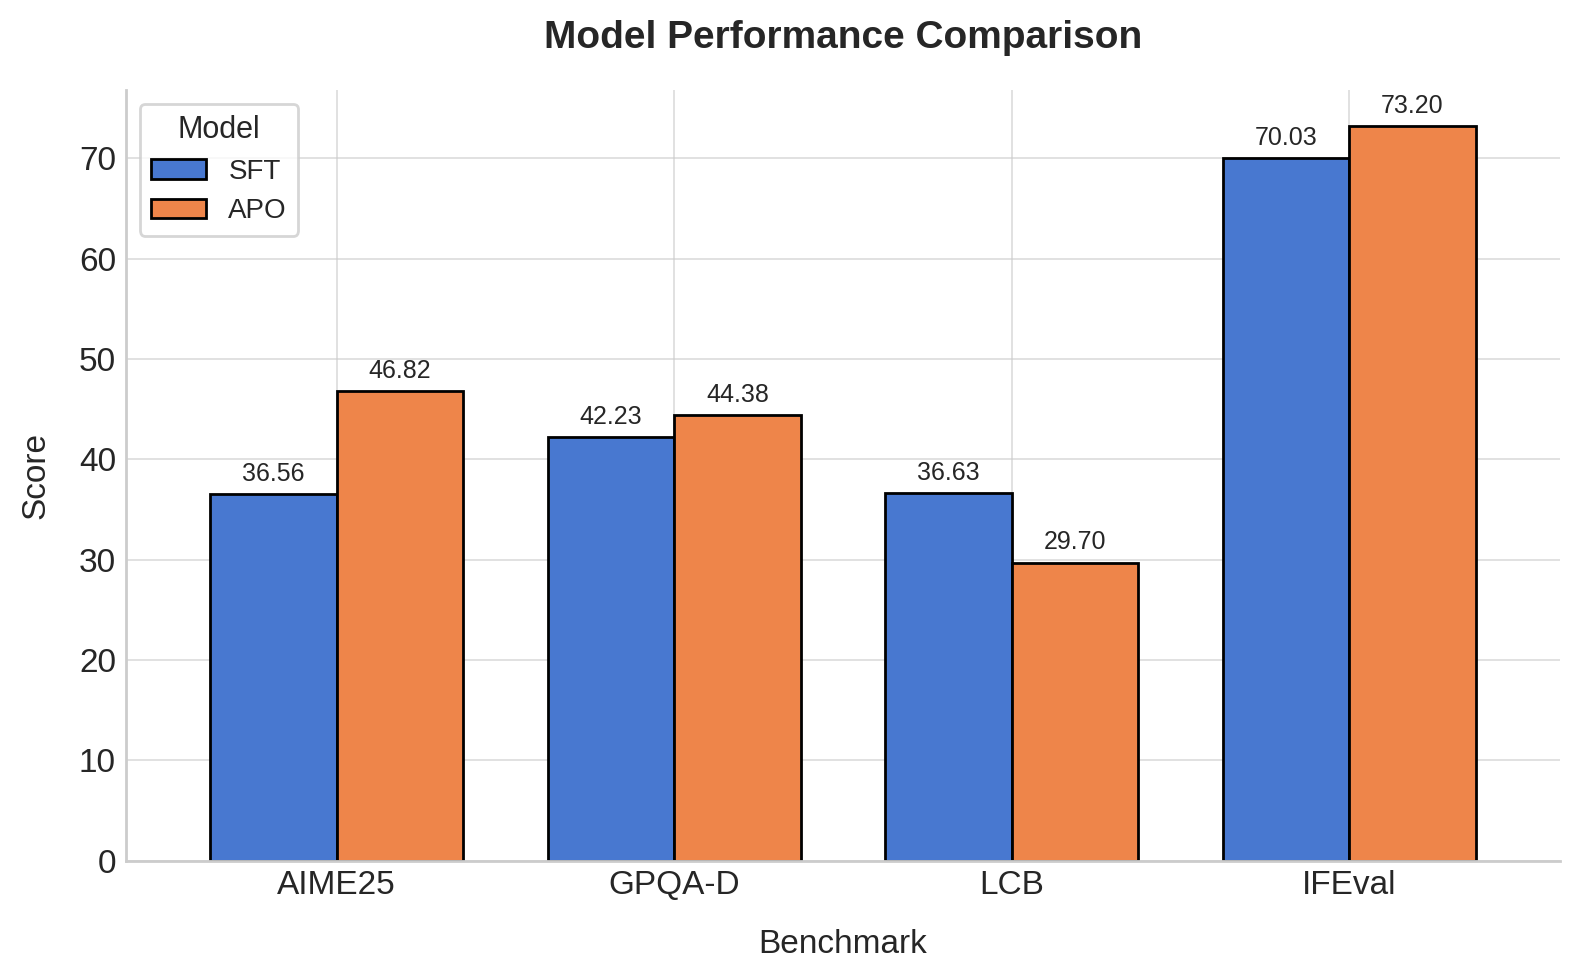 Model Performance Comparison
Model
SFT
APO
Score
70
60
50
40
30
20
10
0
36.56
46.82
42.23
44.38
36.63
29.70
70.03
73.20
AIME25
GPQA-D
LCB
IFEval
Benchmark